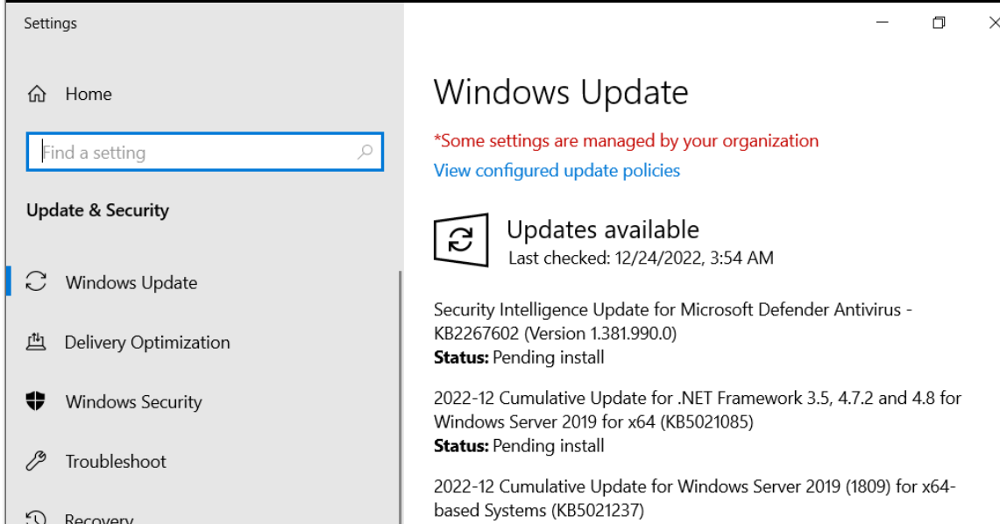 Settings
Home
Find a setting
Update & Security
Windows Update
Delivery Optimization
Windows Security
Troubleshoot
Recovery
Windows Update
*Some settings are managed by your organization
View configured update policies
Updates available
Last checked: 12/24/2022, 3:54 AM
Security Intelligence Update for Microsoft Defender Antivirus -
KB2267602 (Version 1.381.990.0)
Status: Pending install
2022-12 Cumulative Update for .NET Framework 3.5, 4.7.2 and 4.8 for
Windows Server 2019 for x64 (KB5021085)
Status: Pending install
2022-12 Cumulative Update for Windows Server 2019 (1809) for x64-
based Systems (KB5021237)